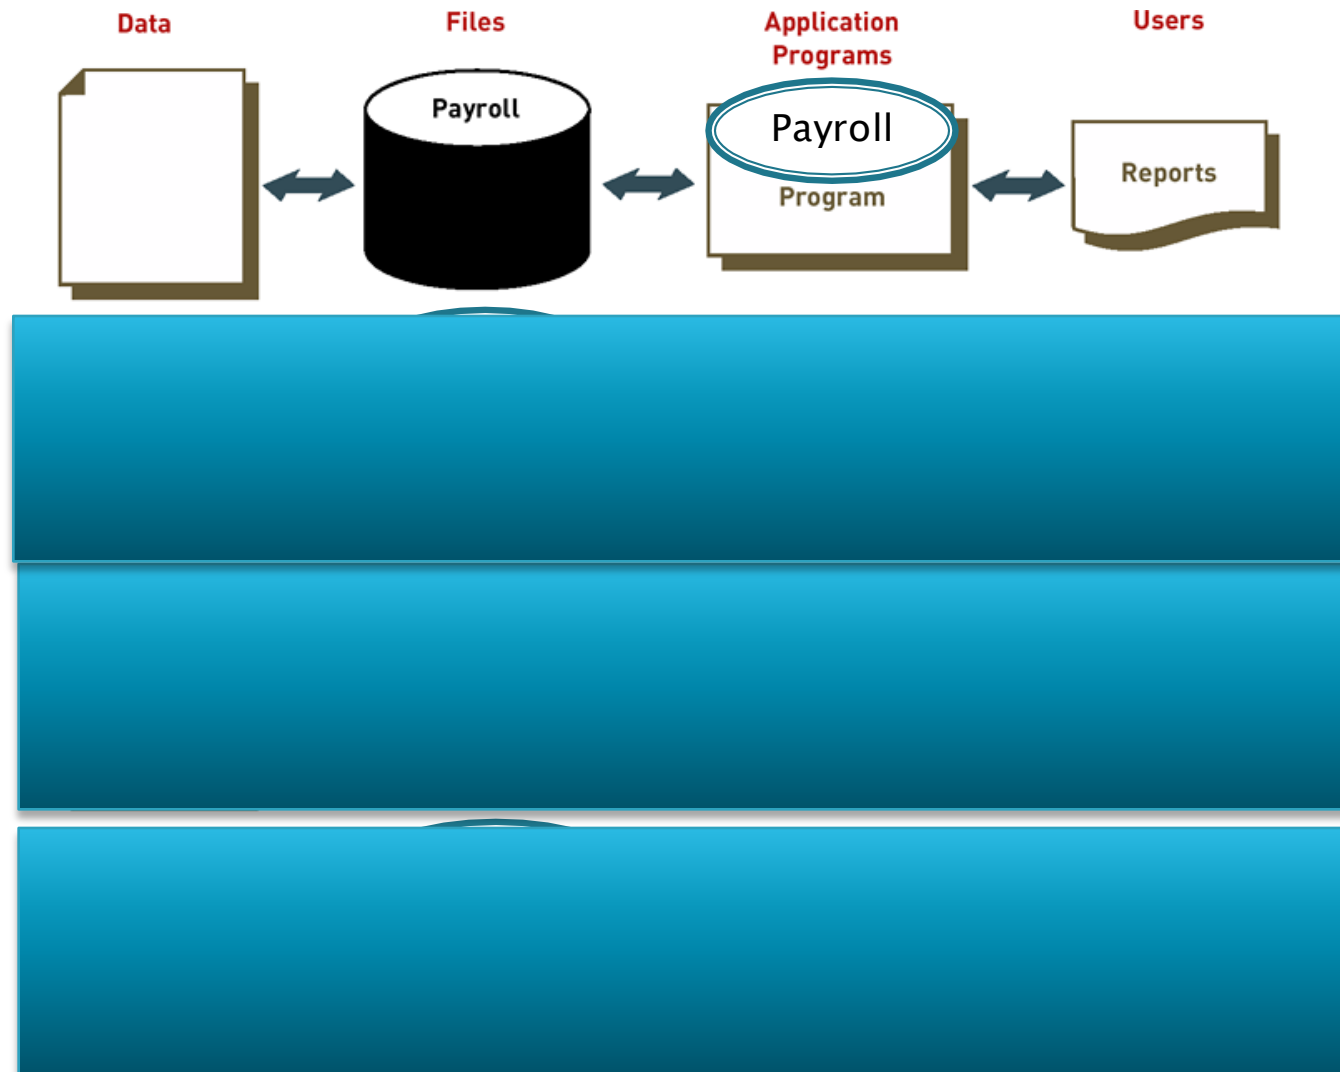 Data
Files
Application
Programs
Users
Payroll
Payroll
Program
Reports